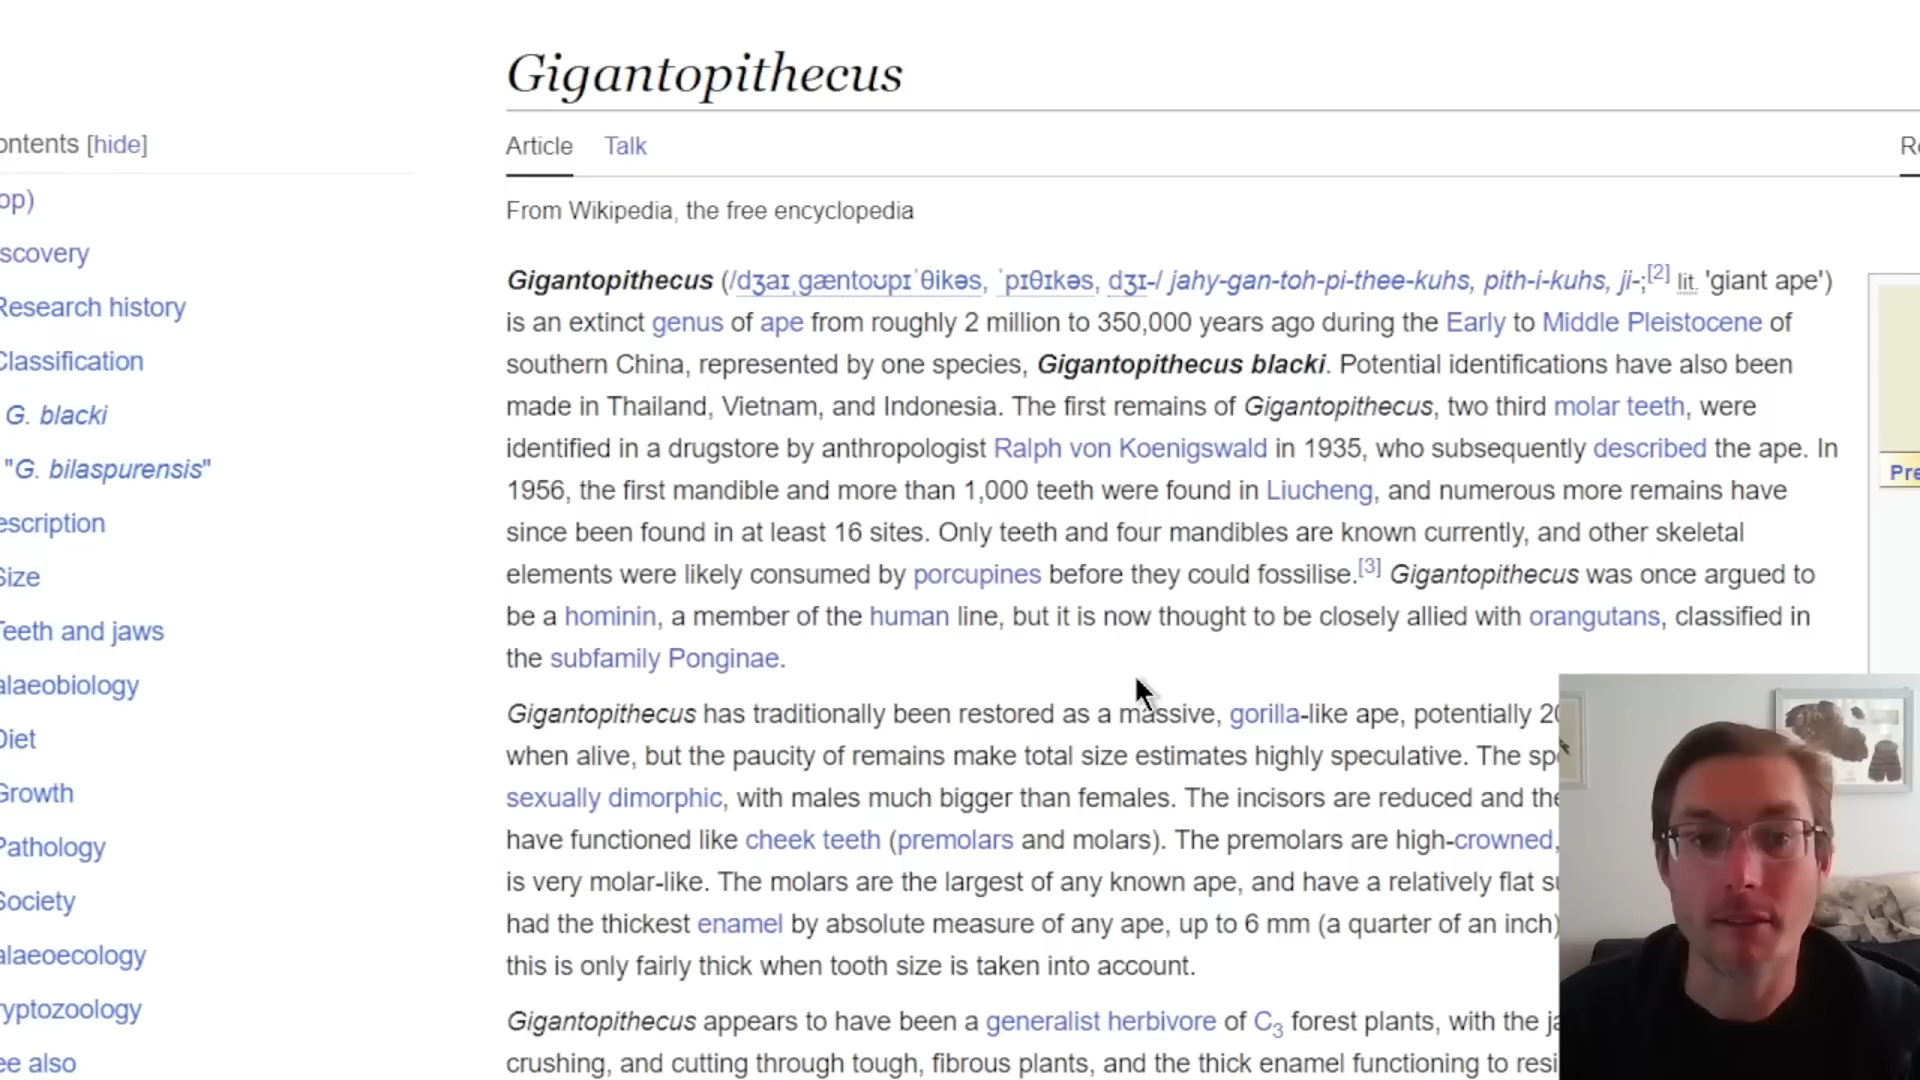 Gigantopithecus
ontents [hide]
Article Talk
op)
From Wikipedia, the free encyclopedia
scovery
Research history
Classification
G. blacki
"G. bilaspurensis"
escription
Size
Teeth and jaws
alaeobiology
Diet
Growth
Pathology
Society
alaeoecology
ryptozoology
ee also
Gigantopithecus (/dʒaɪˌɡæntoʊpɪˈθikəs, ˈpɪθɪkəs, dʒɪ-/ jahy-gan-toh-pi-thee-kuhs, pith-i-kuhs, ji-;[2] lit. 'giant ape')
is an extinct genus of ape from roughly 2 million to 350,000 years ago during the Early to Middle Pleistocene of
southern China, represented by one species, Gigantopithecus blacki. Potential identifications have also been
made in Thailand, Vietnam, and Indonesia. The first remains of Gigantopithecus, two third molar teeth, were
identified in a drugstore by anthropologist Ralph von Koenigswald in 1935, who subsequently described the ape. In
1956, the first mandible and more than 1,000 teeth were found in Liucheng, and numerous more remains have
since been found in at least 16 sites. Only teeth and four mandibles are known currently, and other skeletal
elements were likely consumed by porcupines before they could fossilise.[3] Gigantopithecus was once argued to
be a hominin, a member of the human line, but it is now thought to be closely allied with orangutans, classified in
the subfamily Ponginae.
Gigantopithecus has traditionally been restored as a massive, gorilla-like ape, potentially 20
when alive, but the paucity of remains make total size estimates highly speculative. The sp
sexually dimorphic, with males much bigger than females. The incisors are reduced and the
have functioned like cheek teeth (premolars and molars). The premolars are high-crowned,
is very molar-like. The molars are the largest of any known ape, and have a relatively flat s
had the thickest enamel by absolute measure of any ape, up to 6 mm (a quarter of an inch)
this is only fairly thick when tooth size is taken into account.
Gigantopithecus appears to have been a generalist herbivore of C3 forest plants, with the ja
crushing, and cutting through tough, fibrous plants, and the thick enamel functioning to resi
Re
Pre